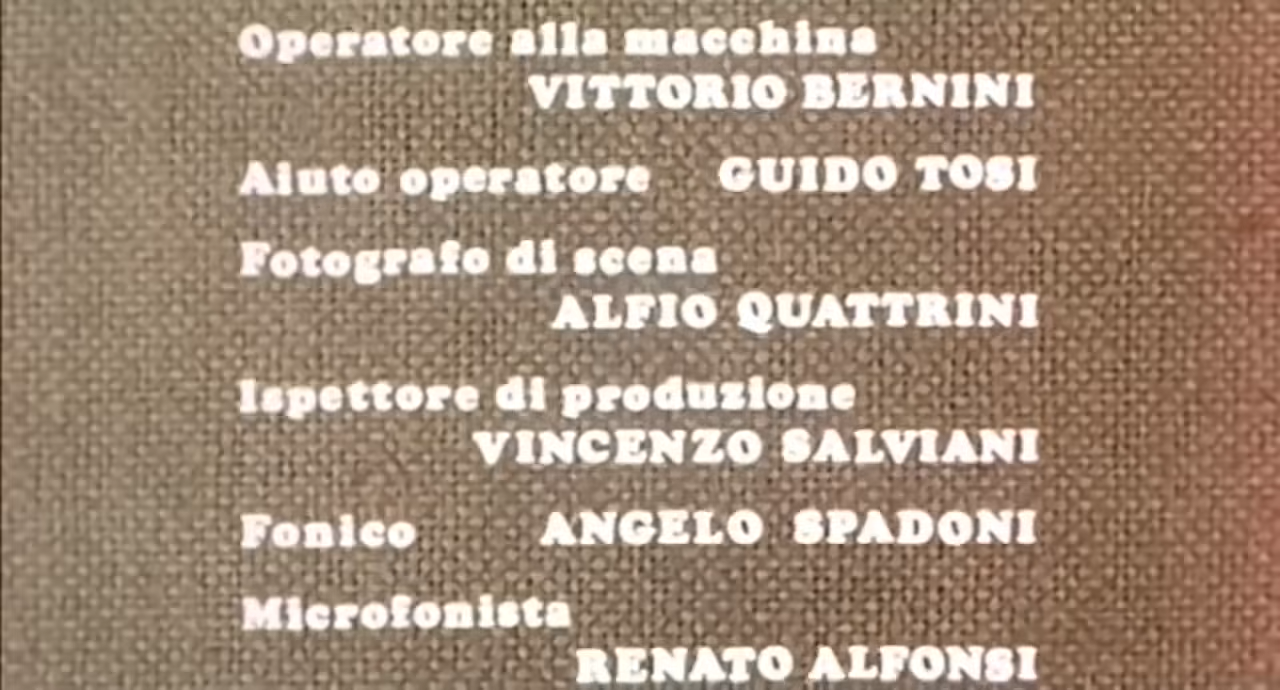 Operatore alla macchina
VITTORIO BERNINI
Aiuto operatore GUIDO TOSI
Fotografo di scena
ALFIO QUATTRINI
Ispettore di produzione
VINCENZO SALVIANI
Fonico ANGELO SPADONI
Microfonista
RENATO ALFONSI